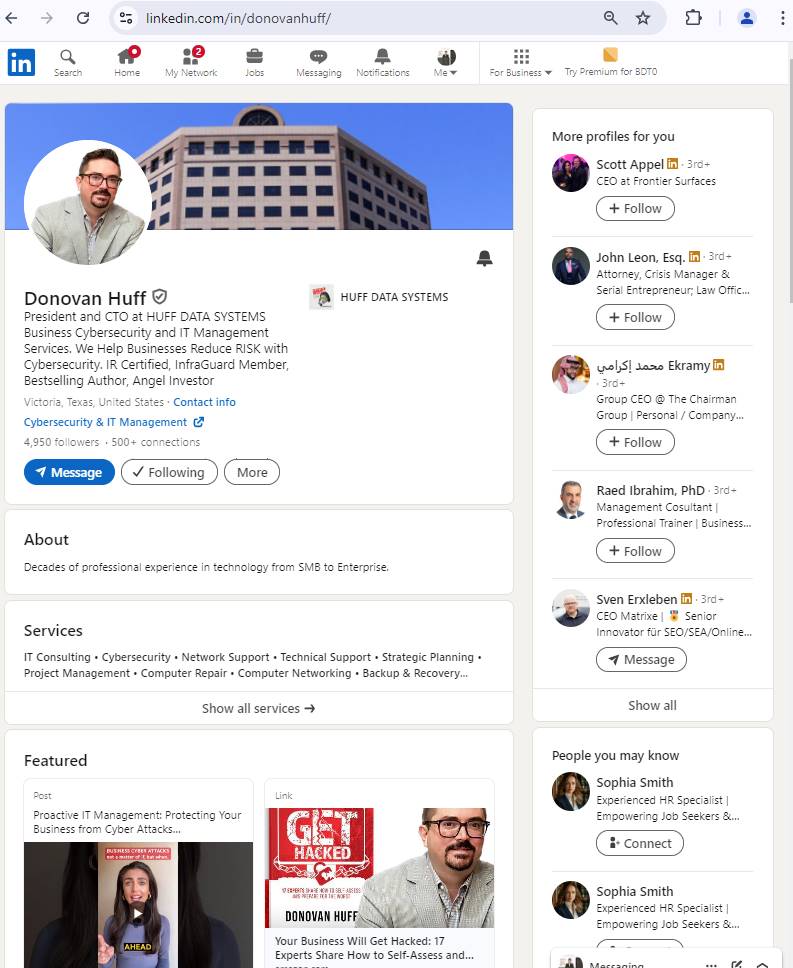 linkedin.com/in/donovanhuff/
in
Search
Home
2
My Network
Jobs
Messaging
Notifications
Me
For Business
Try Premium for BDT0
Donovan Huff
President and CTO at HUFF DATA SYSTEMS
Business Cybersecurity and IT Management
Services. We Help Businesses Reduce RISK with
Cybersecurity. IR Certified, InfraGuard Member,
Bestselling Author, Angel Investor
HUFF DATA SYSTEMS
Victoria, Texas, United States · Contact info
Cybersecurity & IT Management
4,950 followers · 500+ connections
Message
Following
More
About
Decades of professional experience in technology from SMB to Enterprise.
Services
IT Consulting • Cybersecurity • Network Support • Technical Support • Strategic Planning •
Project Management • Computer Repair • Computer Networking • Backup & Recovery...
Show all services →
Featured
Post
Proactive IT Management: Protecting Your
Business from Cyber Attacks...
BUSINESS CYBER ATTACKS
not a matter of if, but when.
AHEAD
Link
GET
HACKED
17 EXPERTS SHARE HOW TO SELF-ASSESS
AND PREPARE FOR THE WORST
DONOVAN HUFF
Your Business Will Get Hacked: 17
Experts Share How to Self-Assess and...
amazon.com
More profiles for you
Scott Appel in · 3rd+
CEO at Frontier Surfaces
+ Follow
John Leon, Esq. in · 3rd+
Attorney, Crisis Manager &
Serial Entrepreneur; Law Offic...
+ Follow
محمد إكرامي Ekramy in
· 3rd+
Group CEO @ The Chairman
Group | Personal / Company...
+ Follow
Raed Ibrahim, PhD · 3rd+
Management Cosultant |
Professional Trainer | Business...
+ Follow
Sven Erxleben in · 3rd+
CEO Matrixe | 🏅 Senior
Innovator für SEO/SEA/Online...
Message
Show all
People you may know
Sophia Smith
Experienced HR Specialist |
Empowering Job Seekers &...
Connect
Sophia Smith
Experienced HR Specialist |
Empowering Job Seekers &...
Messaging